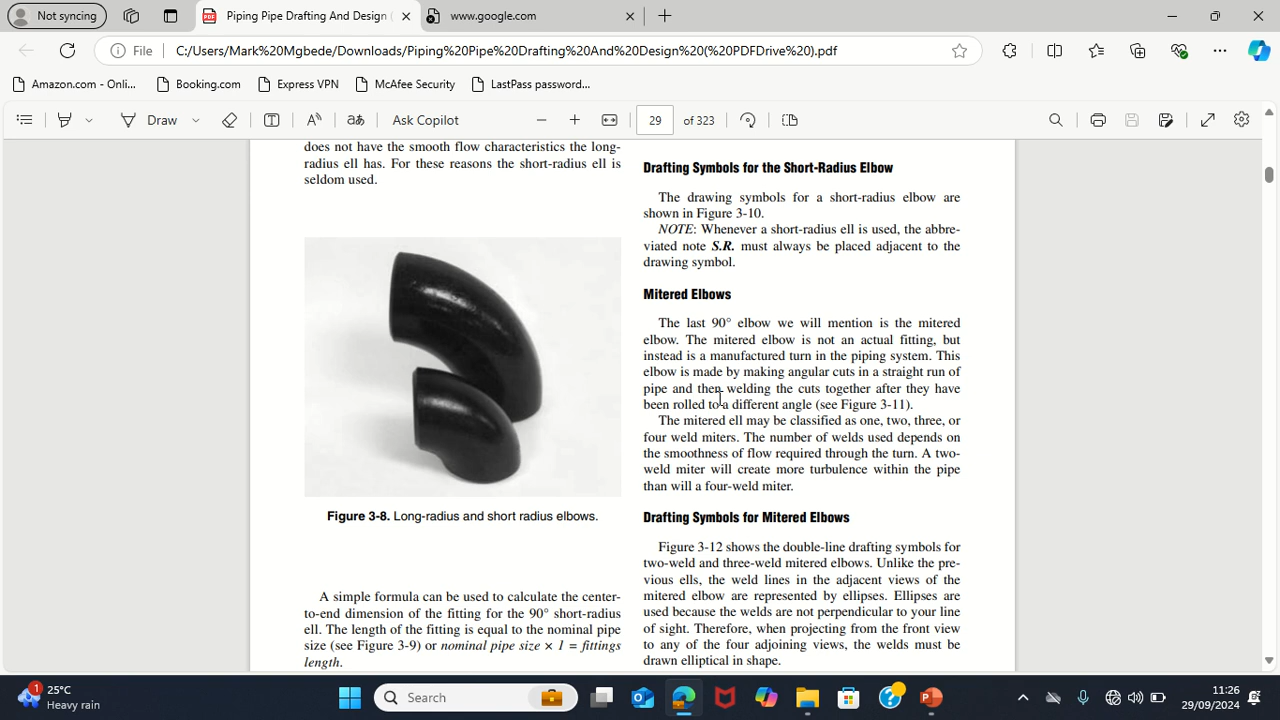 Not syncing
Piping Pipe Drafting And Design (
www.google.com
File
C:/Users/Mark%20Mgbede/Downloads/Piping%20Pipe%20Drafting%20And%20Design%20(%20PDFDrive%20).pdf
Amazon.com - Onli...
Booking.com
Express VPN
McAfee Security
LastPass password...
Draw
Ask Copilot
29 of 323
does not have the smooth flow characteristics the long-
radius ell has. For these reasons the short-radius ell is
seldom used.
Figure 3-8. Long-radius and short radius elbows.
A simple formula can be used to calculate the center-
to-end dimension of the fitting for the 90° short-radius
ell. The length of the fitting is equal to the nominal pipe
size (see Figure 3-9) or nominal pipe size × 1 = fittings
length.
Drafting Symbols for the Short-Radius Elbow
The drawing symbols for a short-radius elbow are
shown in Figure 3-10.
NOTE: Whenever a short-radius ell is used, the abbre-
viated note S.R. must always be placed adjacent to the
drawing symbol.
Mitered Elbows
The last 90° elbow we will mention is the mitered
elbow. The mitered elbow is not an actual fitting, but
instead is a manufactured turn in the piping system. This
elbow is made by making angular cuts in a straight run of
pipe and then welding the cuts together after they have
been rolled to a different angle (see Figure 3-11).
The mitered ell may be classified as one, two, three, or
four weld miters. The number of welds used depends on
the smoothness of flow required through the turn. A two-
weld miter will create more turbulence within the pipe
than will a four-weld miter.
Drafting Symbols for Mitered Elbows
Figure 3-12 shows the double-line drafting symbols for
two-weld and three-weld mitered elbows. Unlike the pre-
vious ells, the weld lines in the adjacent views of the
mitered elbow are represented by ellipses. Ellipses are
used because the welds are not perpendicular to your line
of sight. Therefore, when projecting from the front view
to any of the four adjoining views, the welds must be
drawn elliptical in shape.
1
25°C
Heavy rain
Search
11:26
29/09/2024